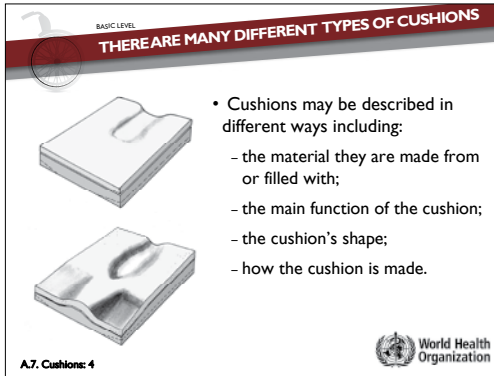 BASIC LEVEL
THERE ARE MANY DIFFERENT TYPES OF CUSHIONS
• Cushions may be described in
different ways including:
– the material they are made from
or filled with;
– the main function of the cushion;
– the cushion's shape;
– how the cushion is made.
A.7. Cushions: 4
World Health
Organization